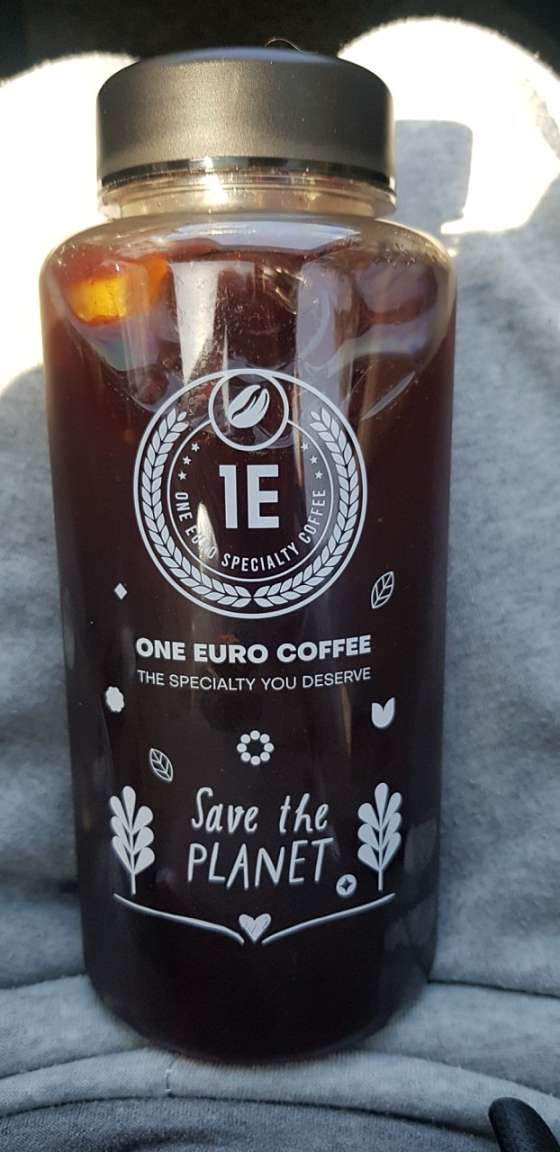 1E
ONE EURO SPECIALTY COFFEE
ONE EURO COFFEE
THE SPECIALTY YOU DESERVE
Save the
PLANET